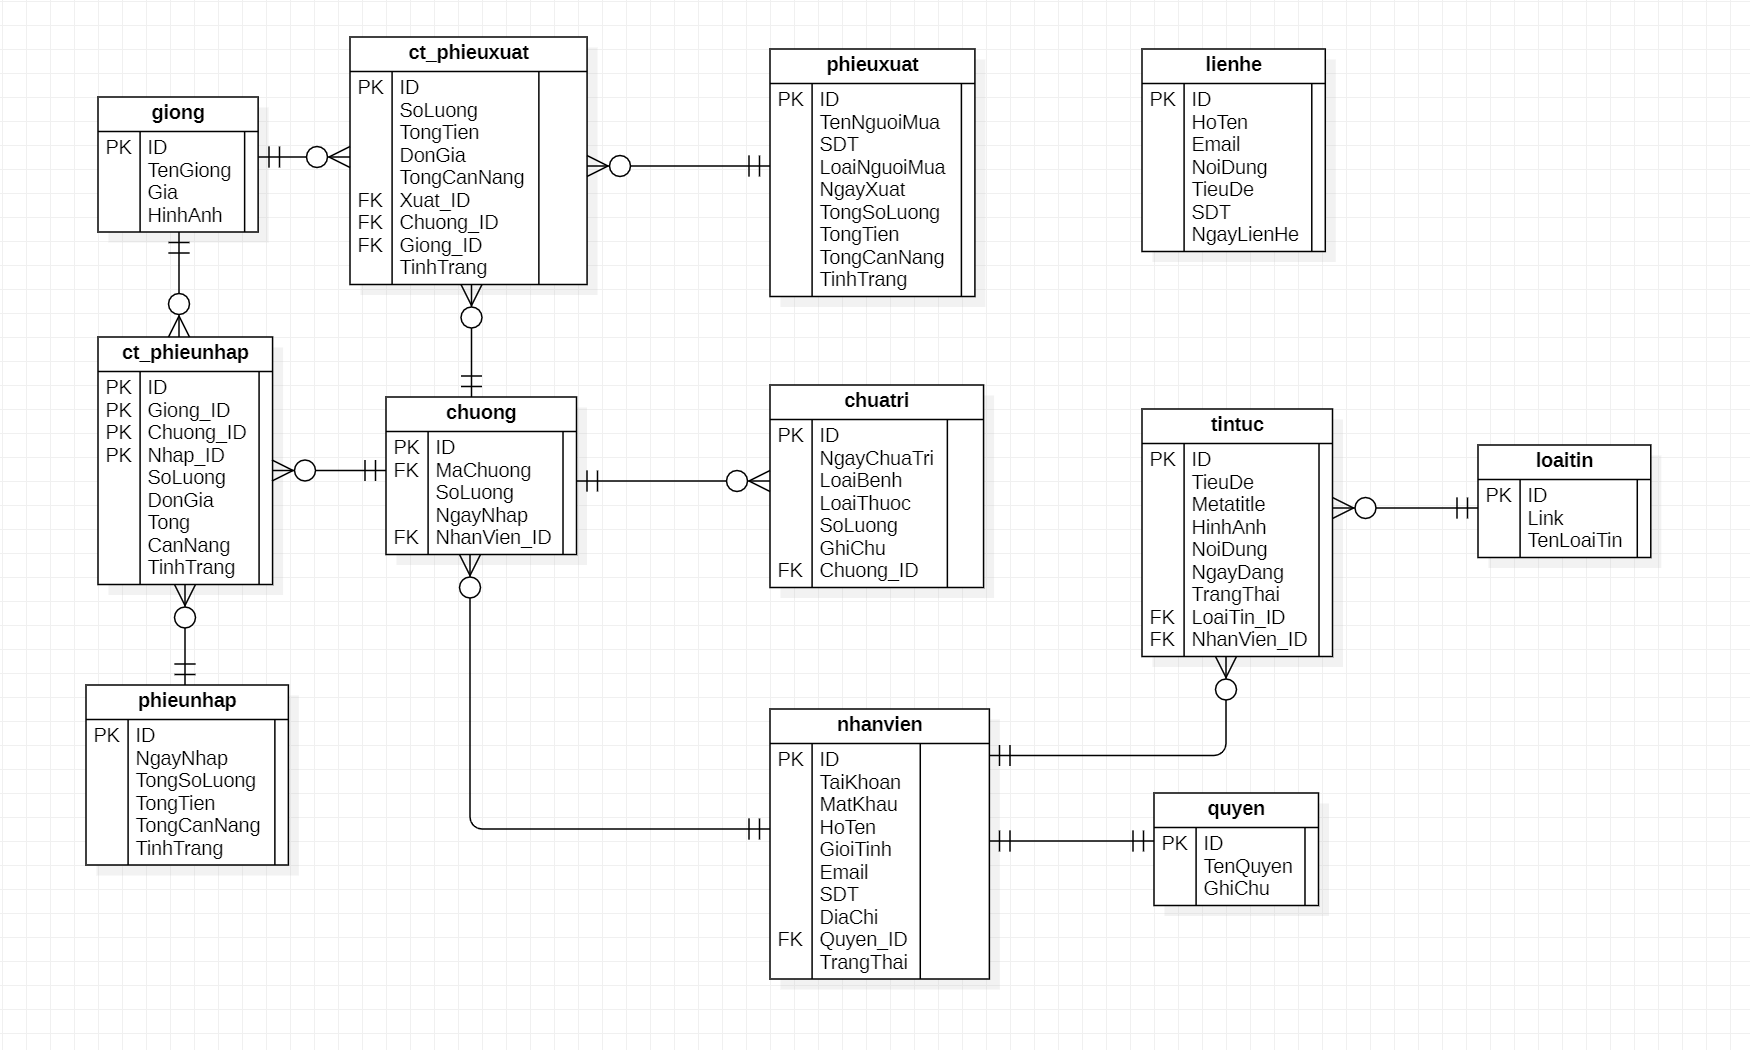 giong
PK ID
TenGiong
Gia
HinhAnh
ct_phieuxuat
PK ID
SoLuong
TongTien
DonGia
TongCanNang
FK Xuat_ID
FK Chuong_ID
FK Giong_ID
TinhTrang
phieuxuat
PK ID
TenNguoiMua
SDT
LoaiNguoiMua
NgayXuat
TongSoLuong
TongTien
TongCanNang
TinhTrang
lienhe
PK ID
HoTen
Email
NoiDung
TieuDe
SDT
NgayLienHe
ct_phieunhap
PK ID
PK Giong_ID
PK Chuong_ID
PK Nhap_ID
SoLuong
DonGia
Tong
CanNang
TinhTrang
chuong
PK ID
FK MaChuong
SoLuong
NgayNhap
FK NhanVien_ID
chuatri
PK ID
NgayChuaTri
LoaiBenh
LoaiThuoc
SoLuong
GhiChu
FK Chuong_ID
tintuc
PK ID
TieuDe
Metatitle
HinhAnh
NoiDung
NgayDang
TrangThai
FK LoaiTin_ID
FK NhanVien_ID
loaitin
PK ID
Link
TenLoaiTin
phieunhap
PK ID
NgayNhap
TongSoLuong
TongTien
TongCanNang
TinhTrang
nhanvien
PK ID
TaiKhoan
MatKhau
HoTen
GioiTinh
Email
SDT
DiaChi
FK Quyen_ID
TrangThai
quyen
PK ID
TenQuyen
GhiChu